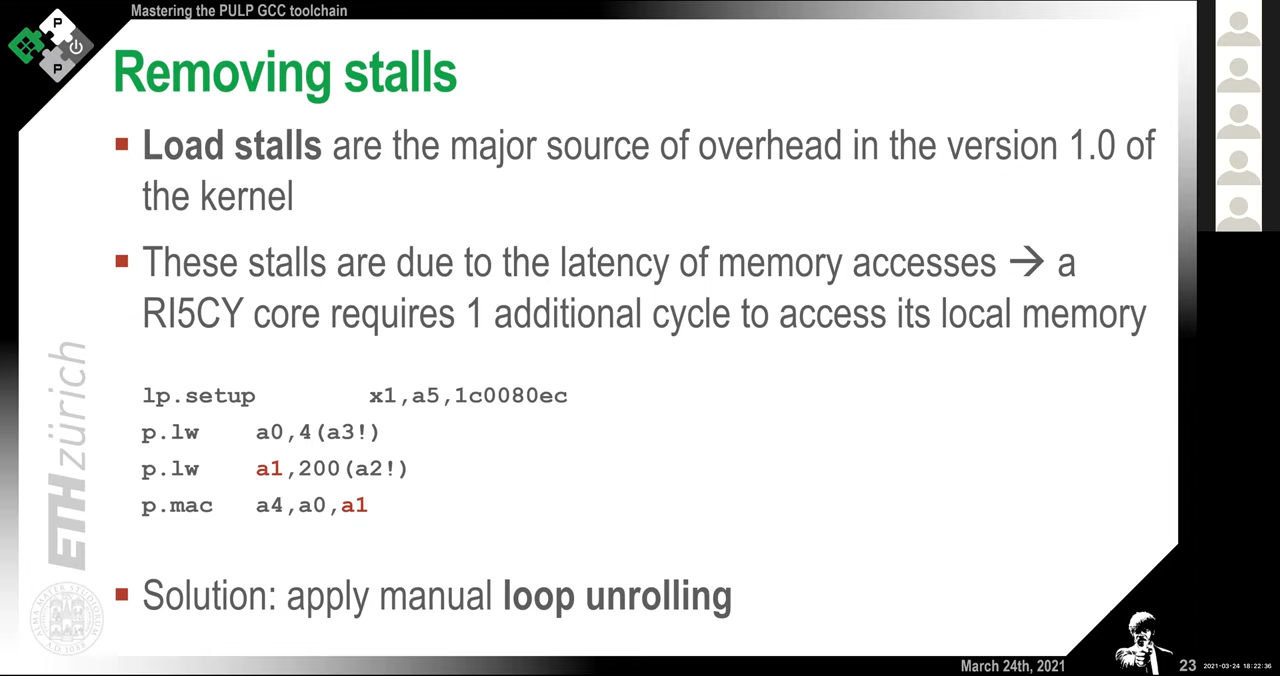 Mastering the PULP GCC toolchain
P
P
Removing stalls
Load stalls are the major source of overhead in the version 1.0 of
the kernel
These stalls are due to the latency of memory accesses → a
RI5CY core requires 1 additional cycle to access its local memory
lp.setup x1,a5,1c0080ec
p.lw a0,4(a3!)
p.lw a1,200(a2!)
p.mac a4,a0,a1
Solution: apply manual loop unrolling
ETH zürich
ALMA MATER STUDIORUM
A.D. 1088
March 24th, 2021
23
2021-03-24 18:22:36